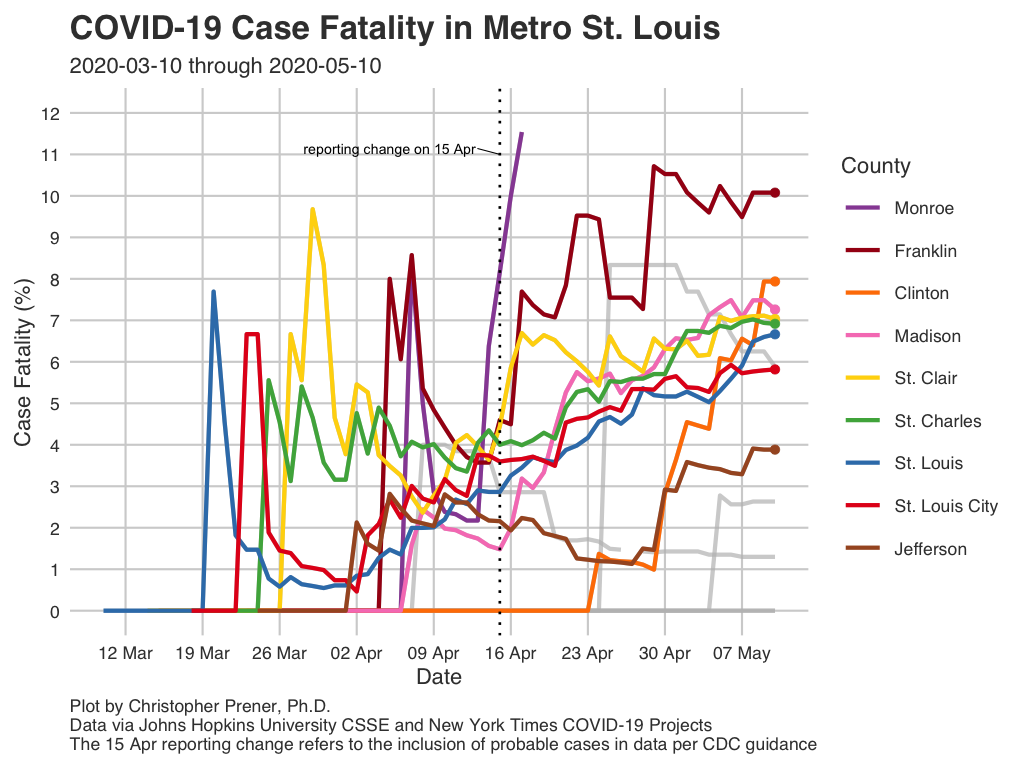 COVID-19 Case Fatality in Metro St. Louis
2020-03-10 through 2020-05-10
Case Fatality (%)
12
11
10
9
8
7
6
5
4
3
2
1
0
reporting change on 15 Apr
12 Mar 19 Mar 26 Mar 02 Apr 09 Apr 16 Apr 23 Apr 30 Apr 07 May
Date
County
Monroe
Franklin
Clinton
Madison
St. Clair
St. Charles
St. Louis
St. Louis City
Jefferson
Plot by Christopher Prener, Ph.D.
Data via Johns Hopkins University CSSE and New York Times COVID-19 Projects
The 15 Apr reporting change refers to the inclusion of probable cases in data per CDC guidance